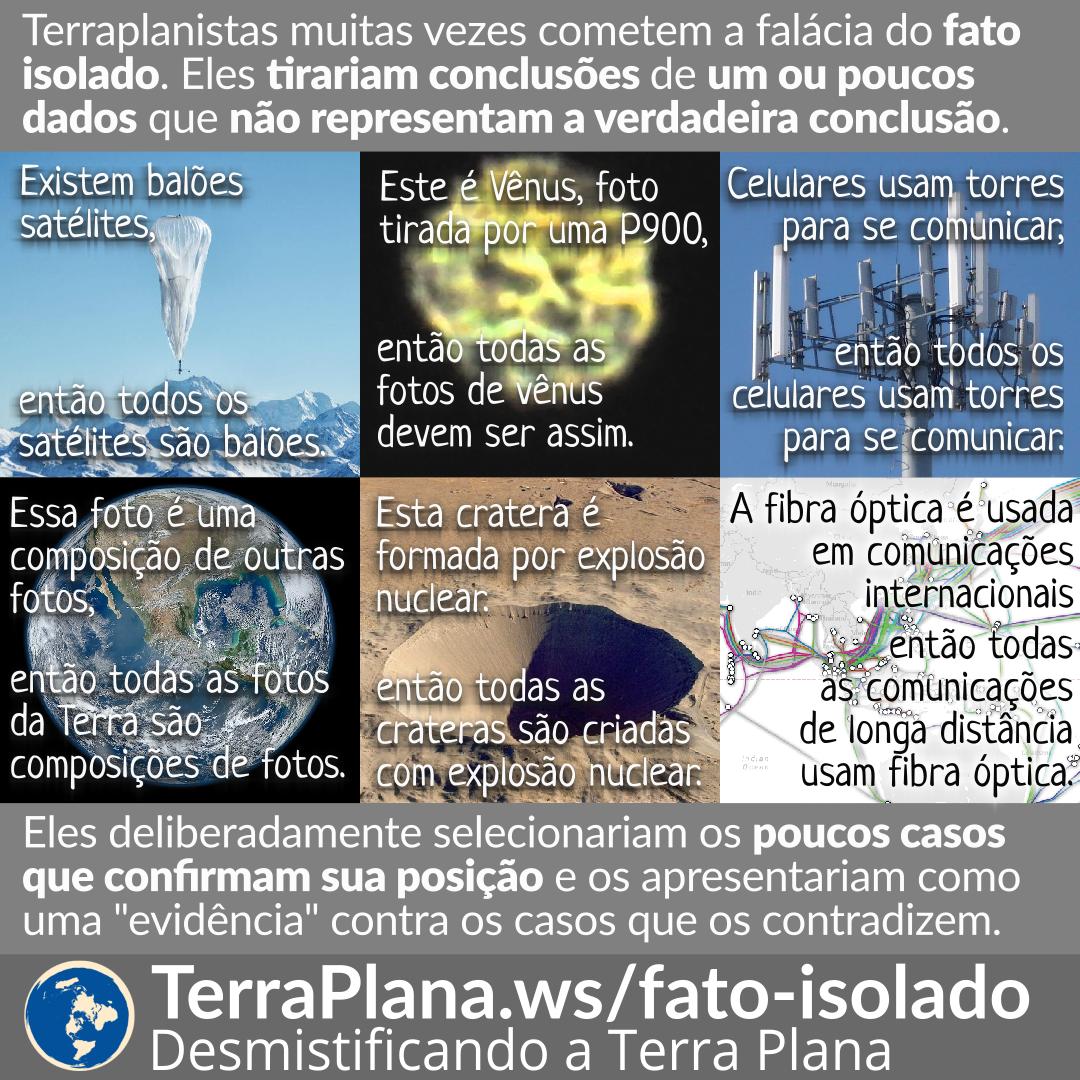 Terraplanistas muitas vezes cometem a falácia do fato
isolado. Eles tirariam conclusões de um ou poucos
dados que não representam a verdadeira conclusão.
Existem balões
satélites,
então todos os
satélites são balões.
Este é Vênus, foto
tirada por uma P900,
então todas as
fotos de vênus
devem ser assim.
Celulares usam torres
para se comunicar,
então todos os
celulares usam torres
para se comunicar.
Essa foto é uma
composição de outras
fotos,
então todas as fotos
da Terra são
composições de fotos.
Esta cratera é
formada por explosão
nuclear.
então todas as
crateras são criadas
com explosão nuclear.
A fibra óptica é usada
em comunicações
internacionais
então todas
as comunicações
de longa distância
usam fibra óptica.
Indian
Ocean
Eles deliberadamente selecionariam os poucos casos
que confirmam sua posição e os apresentariam como
uma "evidência" contra os casos que os contradizem.
TerraPlana.ws/fato-isolado
Desmistificando a Terra Plana